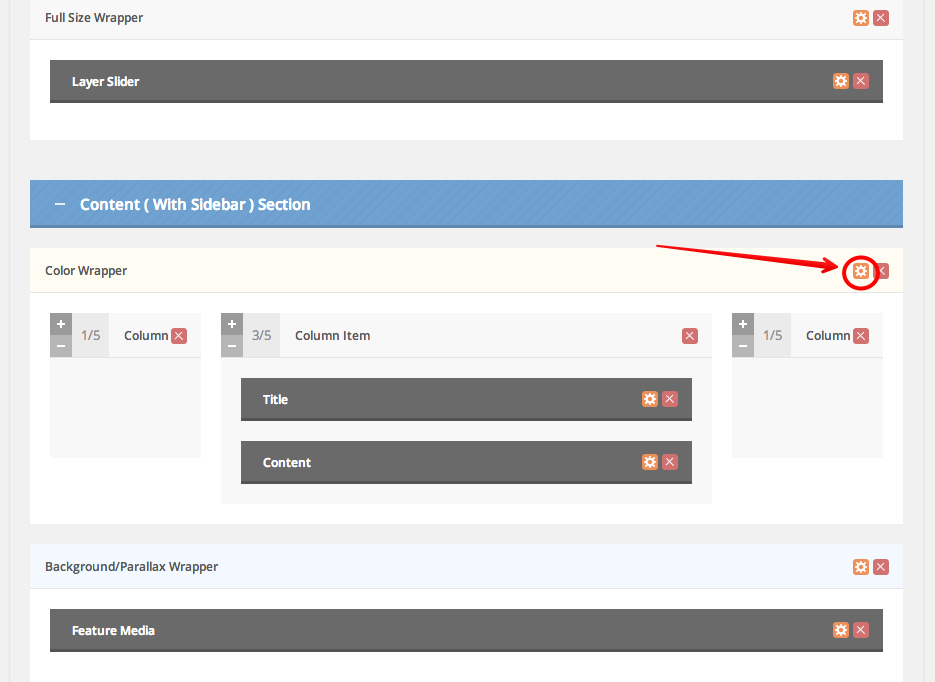 Full Size Wrapper
Layer Slider
Content ( With Sidebar ) Section
Color Wrapper
1/5 Column
3/5 Column Item
1/5 Column
Title
Content
Background/Parallax Wrapper
Feature Media